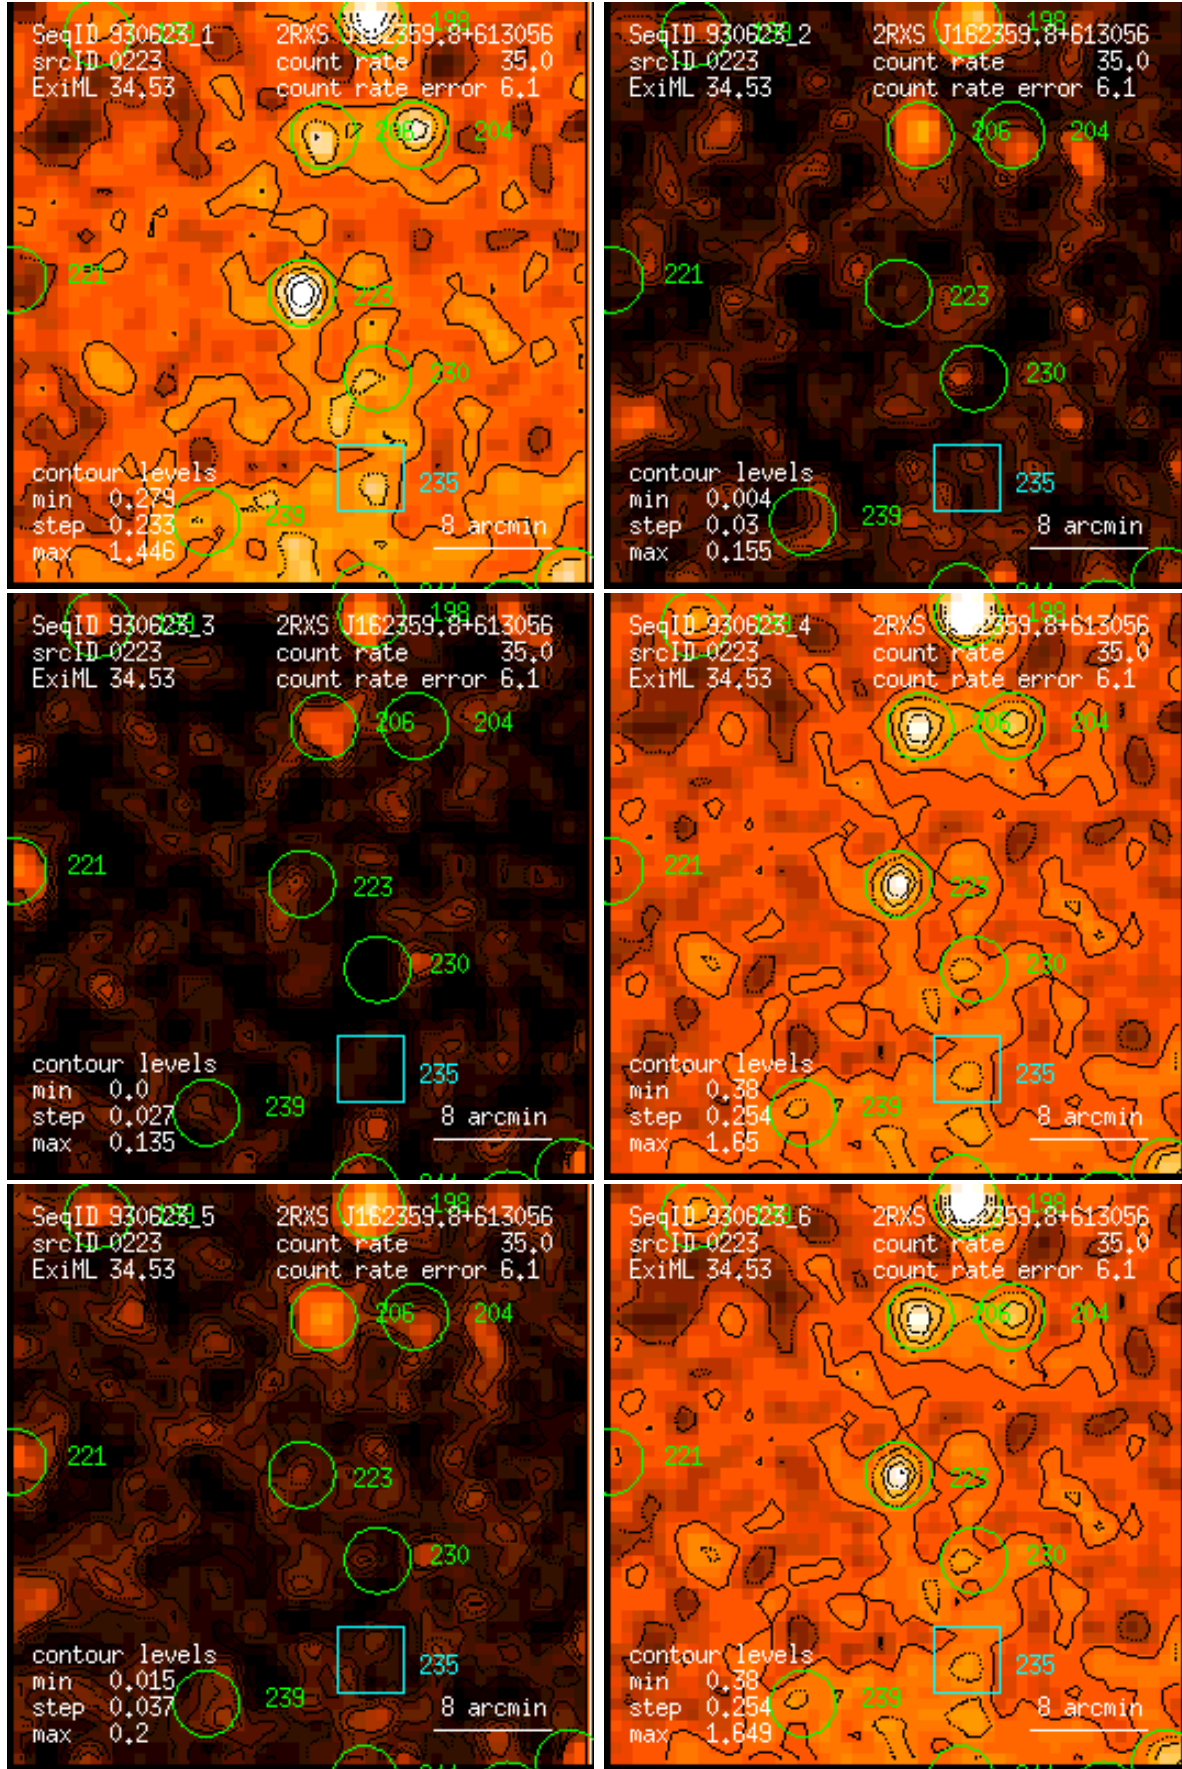 SeqID 930623_1 2RXS J162359.8+613056
srcID 0223 count rate 35.0
ExiML 34.53 count rate error 6.1
198
206 204
221
223
230
contour levels
min 0.279
235
step 0.233
239
8 arcmin
max 1.446
SeqID 930623_2 2RXS J162359.8+613056
srcID 0223 count rate 35.0
ExiML 34.53 count rate error 6.1
198
206 204
221
223
230
contour levels
min 0.004
235
step 0.03
239
8 arcmin
max 0.155
SeqID 930623_3 2RXS J162359.8+613056
srcID 0223 count rate 35.0
ExiML 34.53 count rate error 6.1
198
206 204
221
223
230
contour levels
min 0.0
235
step 0.027
239
8 arcmin
max 0.135
SeqID 930623_4 2RXS J162359.8+613056
srcID 0223 count rate 35.0
ExiML 34.53 count rate error 6.1
198
206 204
221
223
230
contour levels
min 0.38
235
step 0.254
239
8 arcmin
max 1.65
SeqID 930623_5 2RXS J162359.8+613056
srcID 0223 count rate 35.0
ExiML 34.53 count rate error 6.1
198
206 204
221
223
230
contour levels
min 0.015
235
step 0.037
239
8 arcmin
max 0.2
SeqID 930623_6 2RXS J162359.8+613056
srcID 0223 count rate 35.0
ExiML 34.53 count rate error 6.1
198
206 204
221
223
230
contour levels
min 0.38
235
step 0.254
239
8 arcmin
max 1.649